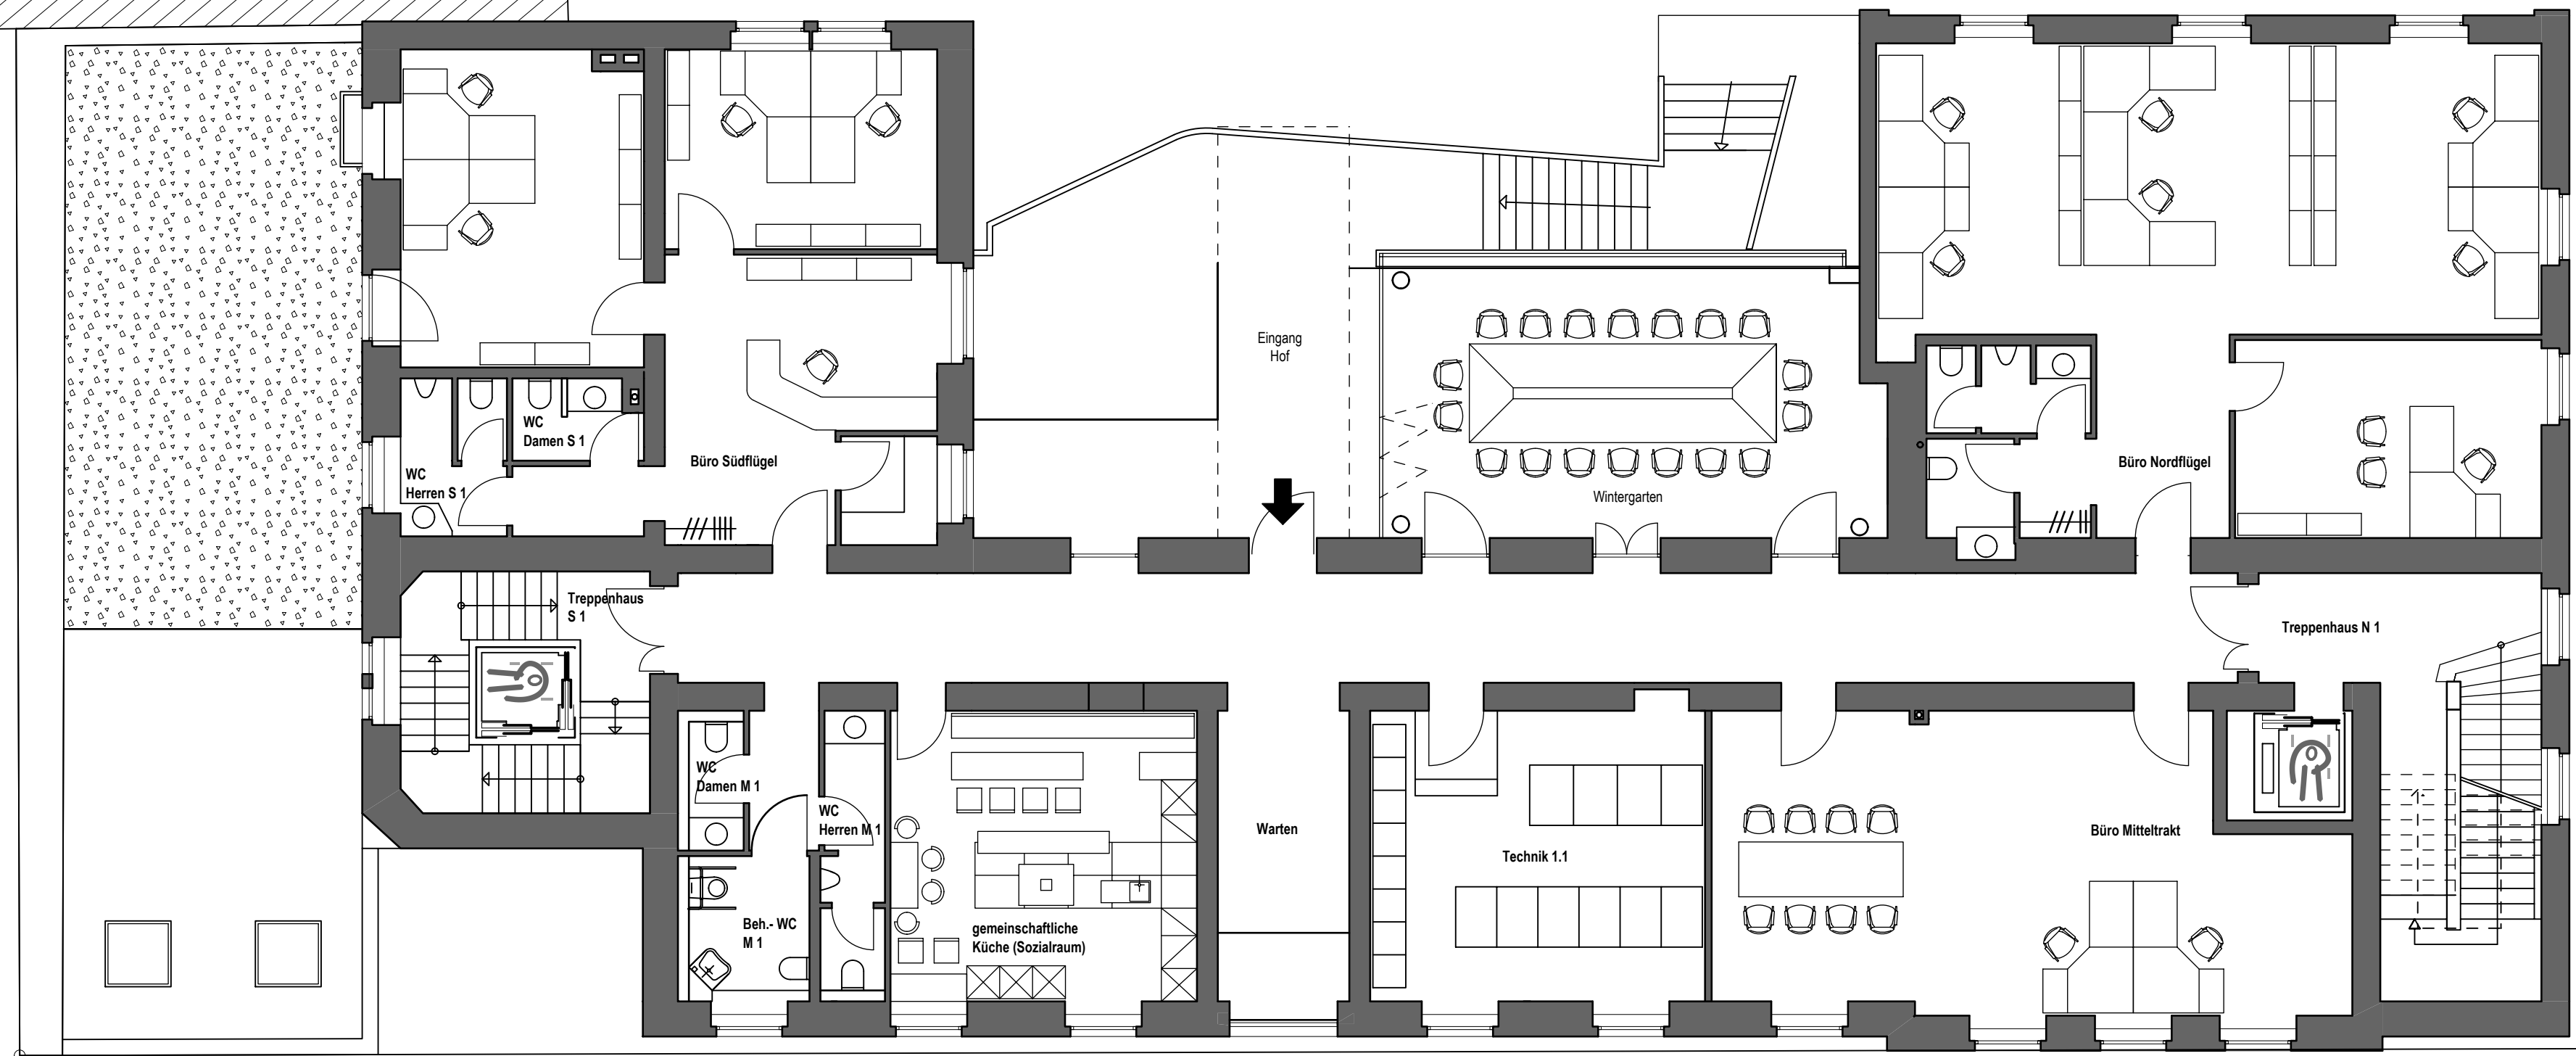 Eingang
Hof
WC
Damen S 1
WC
Herren S 1
Büro Südflügel
Büro Nordflügel
Wintergarten
Treppenhaus
S 1
Treppenhaus N 1
WC
Damen M 1
WC
Herren M 1
Warten
Büro Mitteltrakt
Technik 1.1
Beh.- WC
M 1
gemeinschaftliche
Küche (Sozialraum)